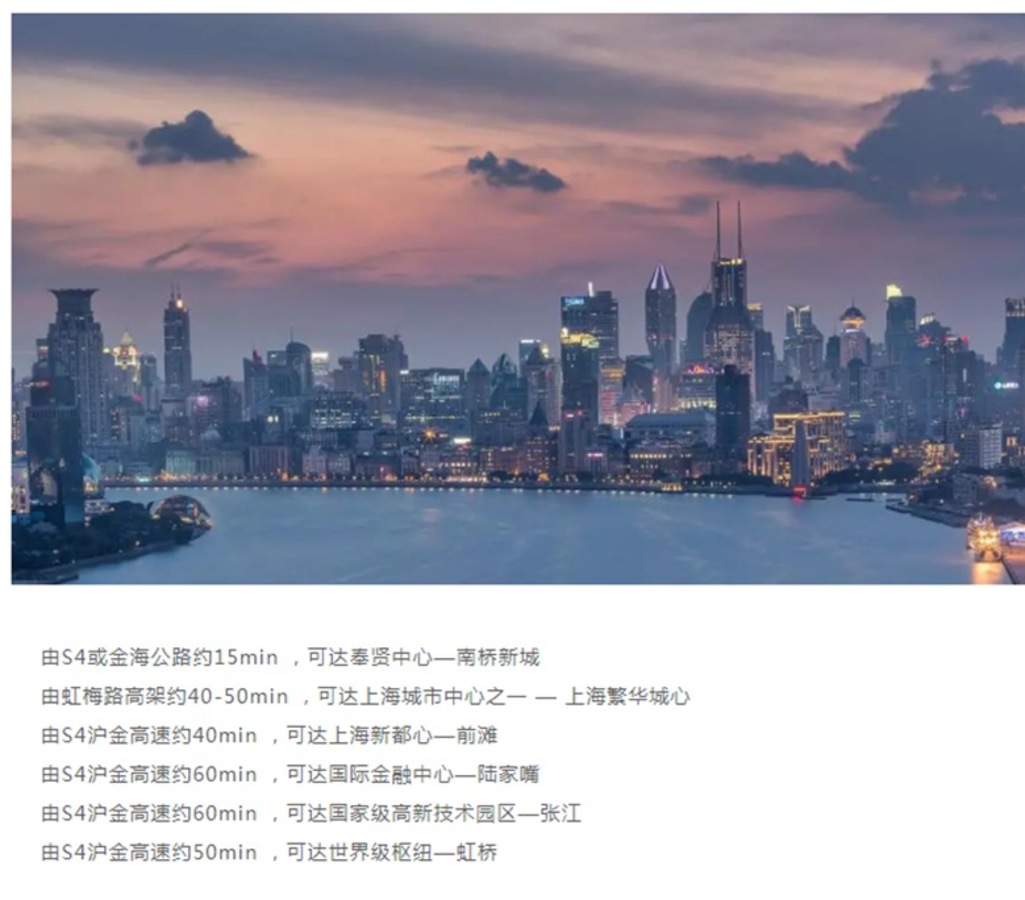 由S4或金海公路约15min ，可达奉贤中心—南桥新城
由虹梅路高架约40-50min ，可达上海城市中心之一 — 上海繁华城心
由S4沪金高速约40min ，可达上海新都心—前滩
由S4沪金高速约60min ，可达国际金融中心—陆家嘴
由S4沪金高速约60min ，可达国家级高新技术园区—张江
由S4沪金高速约50min ，可达世界级枢纽—虹桥